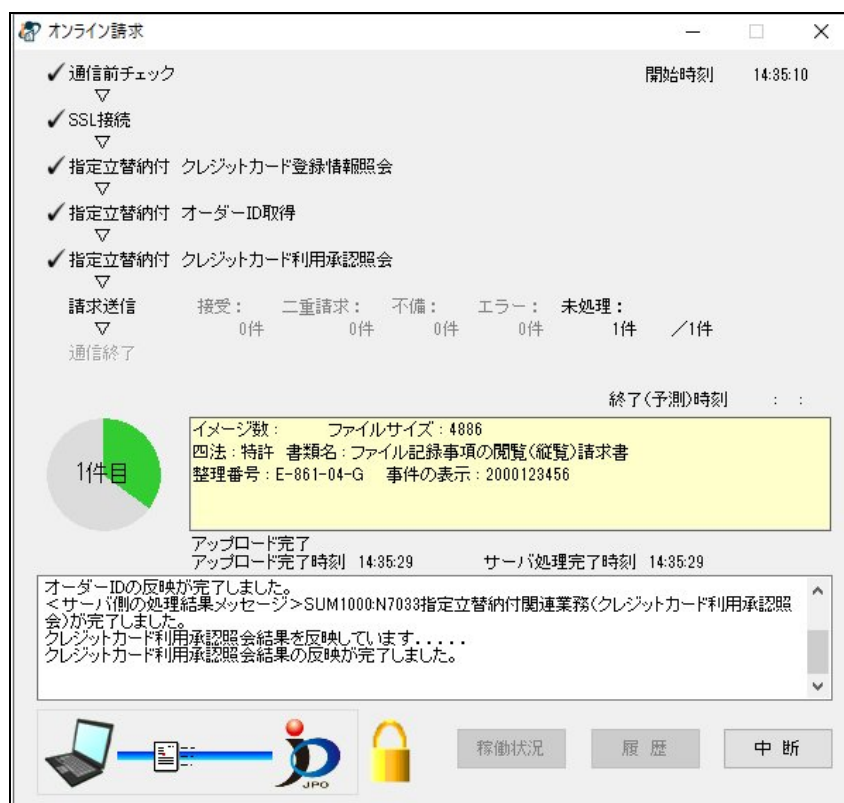 オンライン請求
通信前チェック 開始時刻 14:35:10
▽
SSL接続
▽
指定立替納付 クレジットカード登録情報照会
▽
指定立替納付 オーダーID取得
▽
指定立替納付 クレジットカード利用承認照会
▽
請求送信 接受： 二重請求： 不備： エラー： 未処理：
▽ 0件 0件 0件 0件 1件 ／1件
通信終了
終了(予測)時刻 : :
1件目
イメージ数： ファイルサイズ：4886
四法：特許 書類名：ファイル記録事項の閲覧(縦覧)請求書
整理番号：E-861-04-G 事件の表示：2000123456
アップロード完了
アップロード完了時刻 14:35:29 サーバ処理完了時刻 14:35:29
オーダーIDの反映が完了しました。
＜サーバ側の処理結果メッセージ＞SUM1000:N7033指定立替納付関連業務(クレジットカード利用承認照
会)が完了しました。
クレジットカード利用承認照会結果を反映しています.....
クレジットカード利用承認照会結果の反映が完了しました。
JPO
稼働状況 履 歴 中 断